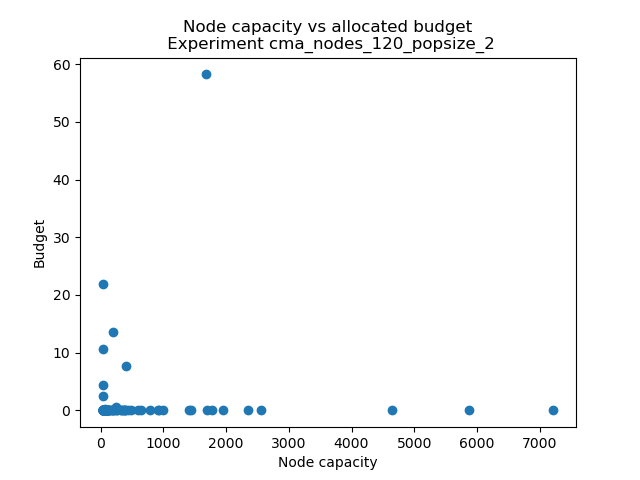 Node capacity vs allocated budget
Experiment cma_nodes_120_popsize_2
60
50
40
30
20
10
0
Budget
0 1000 2000 3000 4000 5000 6000 7000
Node capacity